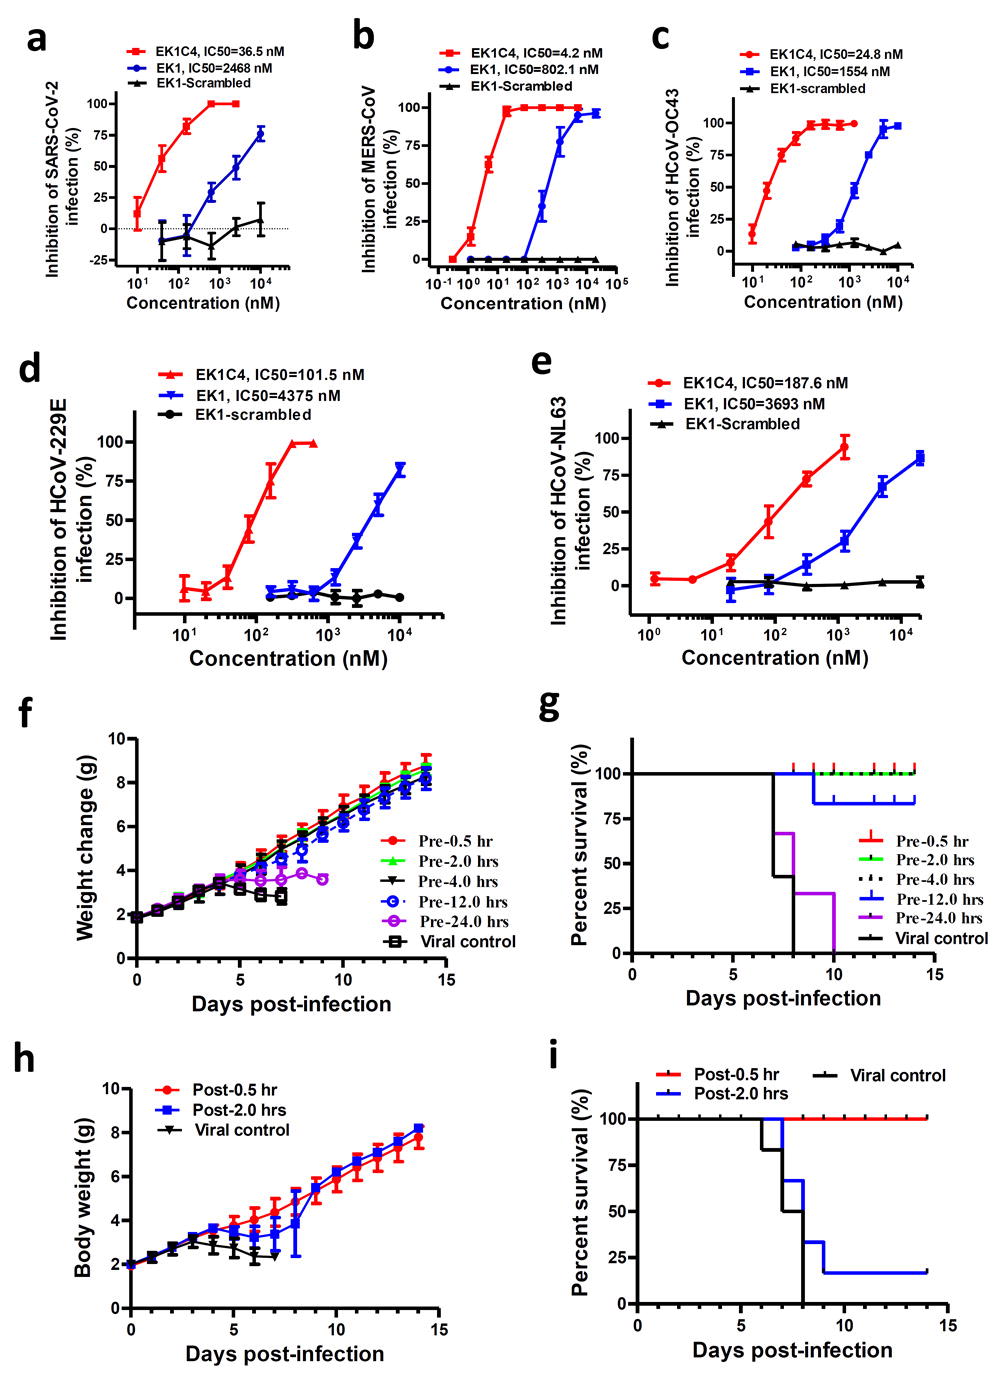 a
EK1C4, IC50=36.5 nM
EK1, IC50=2468 nM
EK1-Scrambled
Inhibition of SARS-CoV-2
infection (%)
100
75
50
25
0
-25
10¹ 10² 10³ 10⁴
Concentration (nM)
b
EK1C4, IC50=4.2 nM
EK1, IC50=802.1 nM
EK1-Scrambled
Inhibition of MERS-CoV
infection (%)
100
75
50
25
0
10⁻¹ 10⁰ 10¹ 10² 10³ 10⁴ 10⁵
Concentration (nM)
c
EK1C4, IC50=24.8 nM
EK1, IC50=1554 nM
EK1-scrambled
Inhibition of HCoV-OC43
infection (%)
100
75
50
25
0
10¹ 10² 10³ 10⁴
Concentration (nM)
d
EK1C4, IC50=101.5 nM
EK1, IC50=4375 nM
EK1-scrambled
Inhibition of HCoV-229E
infection (%)
100
75
50
25
0
10¹ 10² 10³ 10⁴
Concentration (nM)
e
EK1C4, IC50=187.6 nM
EK1, IC50=3693 nM
EK1-Scrambled
Inhibition of HCoV-NL63
infection (%)
100
75
50
25
0
10⁰ 10¹ 10² 10³ 10⁴
Concentration (nM)
f
Weight change (g)
10
8
6
4
2
0
Pre-0.5 hr
Pre-2.0 hrs
Pre-4.0 hrs
Pre-12.0 hrs
Pre-24.0 hrs
Viral control
0 5 10 15
Days post-infection
g
Percent survival (%)
100
75
50
25
0
Pre-0.5 hr
Pre-2.0 hrs
Pre-4.0 hrs
Pre-12.0 hrs
Pre-24.0 hrs
Viral control
0 5 10 15
Days post-infection
h
Post-0.5 hr
Post-2.0 hrs
Viral control
Body weight (g)
10
8
6
4
2
0
0 5 10 15
Days post-infection
i
Post-0.5 hr
Post-2.0 hrs
Viral control
Percent survival (%)
100
75
50
25
0
0 5 10 15
Days post-infection